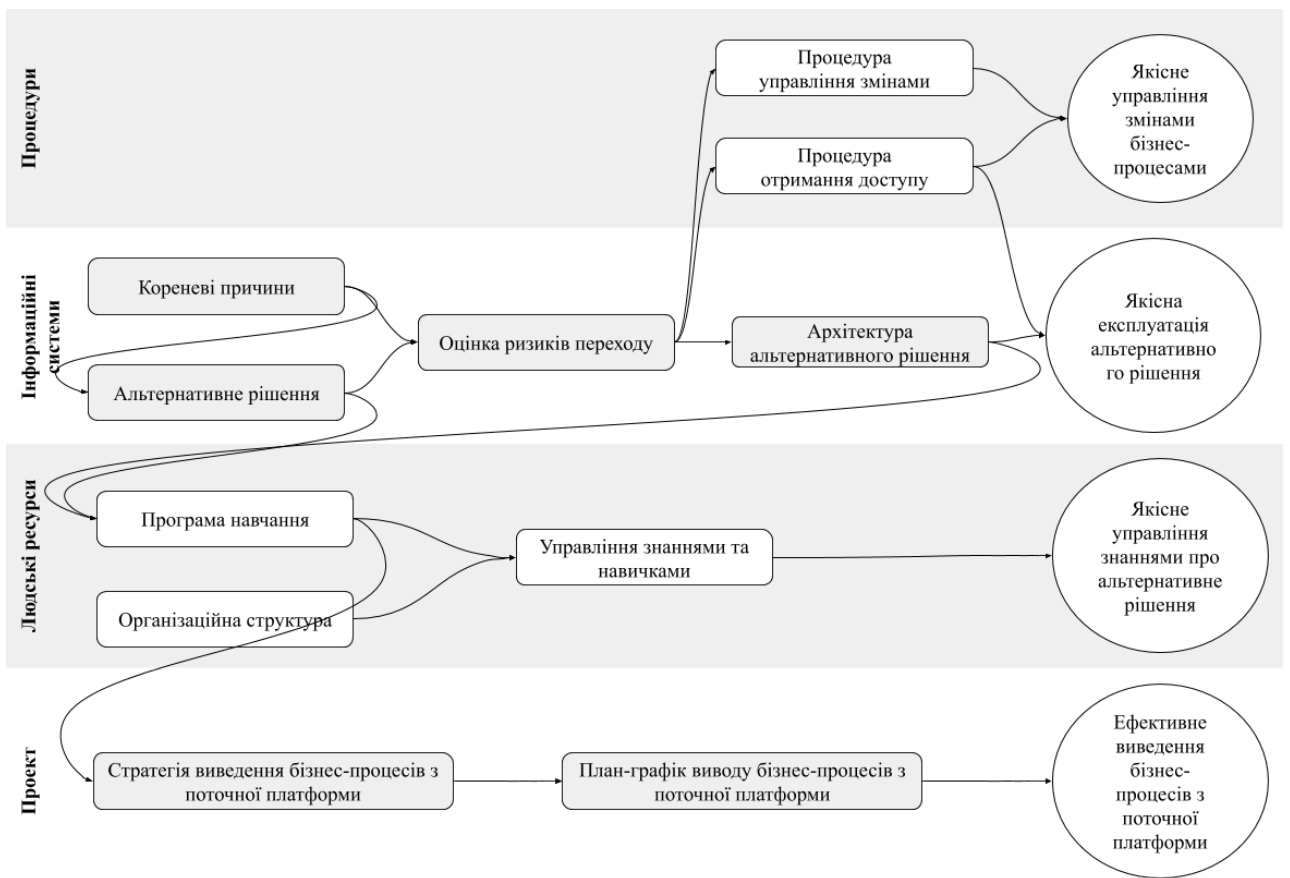 Процедури
Процедура
управління змінами
Процедура
отримання доступу
Якісне
управління
змінами
бізнес-
процесами
Інформаційні
системи
Кореневі причини
Альтернативне рішення
Оцінка ризиків переходу
Архітектура
альтернативного рішення
Якісна
експлуатація
альтернативно
го рішення
Людські ресурси
Програма навчання
Організаційна структура
Управління знаннями та
навичками
Якісне
управління
знаннями про
альтернативне
рішення
Проект
Стратегія виведення бізнес-процесів з
поточної платформи
План-графік виводу бізнес-процесів з
поточної платформи
Ефективне
виведення
бізнес-
процесів з
поточної
платформи